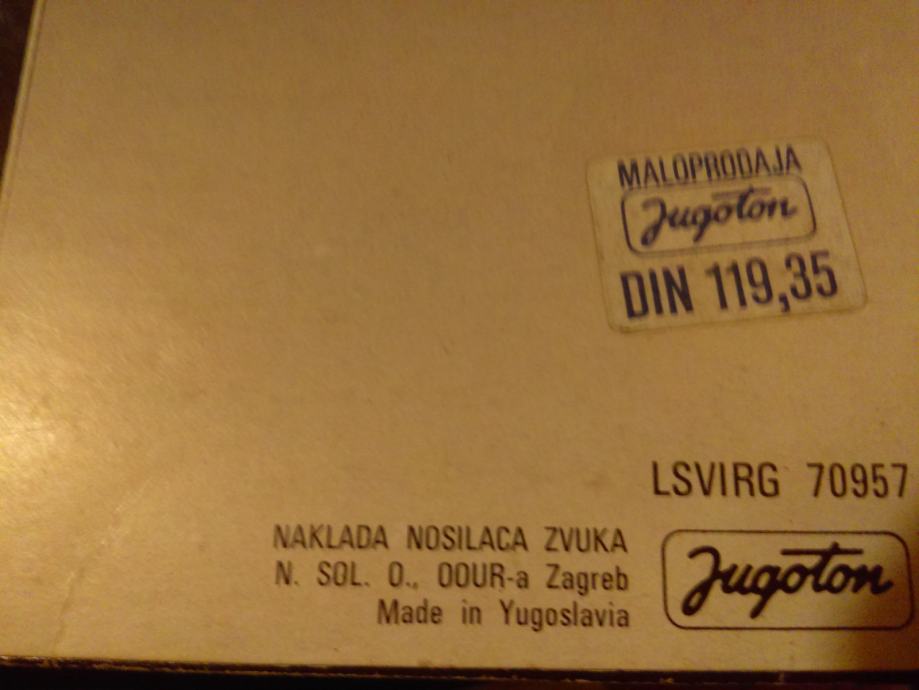 MALOPRODAJA
Jugoton
DIN 119,35
LSVIRG 70957
NAKLADA NOSILACA ZVUKA
N. SOL. O., OOUR-a Zagreb
Made in Yugoslavia
Jugoton